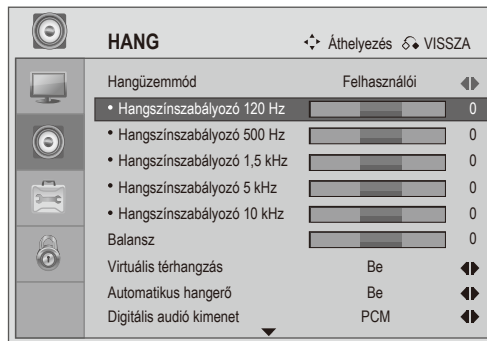 HANG Áthelyezés VISSZA
Hangüzemmód Felhasználói
• Hangszínszabályozó 120 Hz 0
• Hangszínszabályozó 500 Hz 0
• Hangszínszabályozó 1,5 kHz 0
• Hangszínszabályozó 5 kHz 0
• Hangszínszabályozó 10 kHz 0
Balansz 0
Virtuális térhangzás Be
Automatikus hangerő Be
Digitális audió kimenet PCM